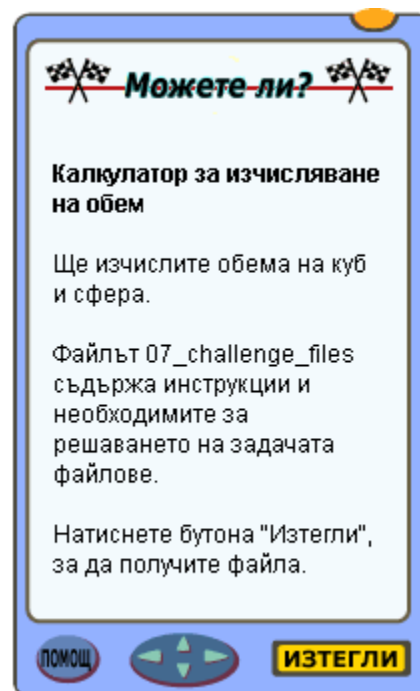 Можете ли?
Калкулатор за изчисляване
на обем
Ще изчислите обема на куб
и сфера.
Файлът 07_challenge_files
съдържа инструкции и
необходимите за
решаването на задачата
файлове.
Натиснете бутона "Изтегли",
за да получите файла.
ПОМОЩ
ИЗТЕГЛИ